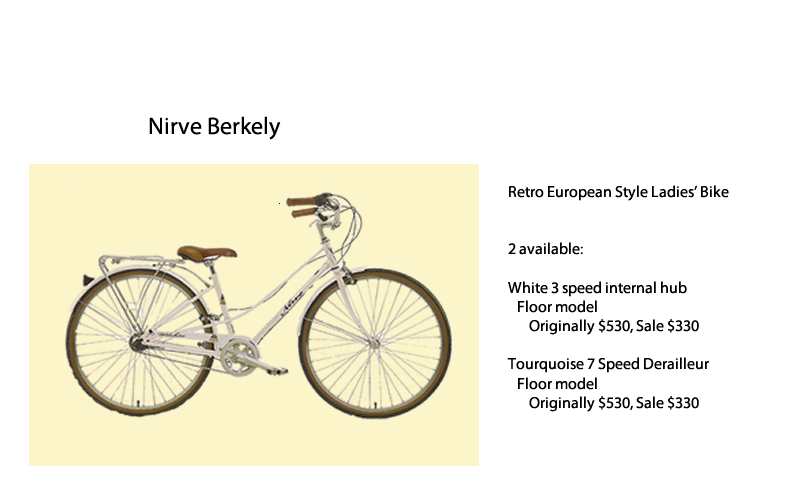 Nirve Berkely
Retro European Style Ladies' Bike
2 available:
White 3 speed internal hub
Floor model
Originally $530, Sale $330
Tourquoise 7 Speed Derailleur
Floor model
Originally $530, Sale $330
Nirve